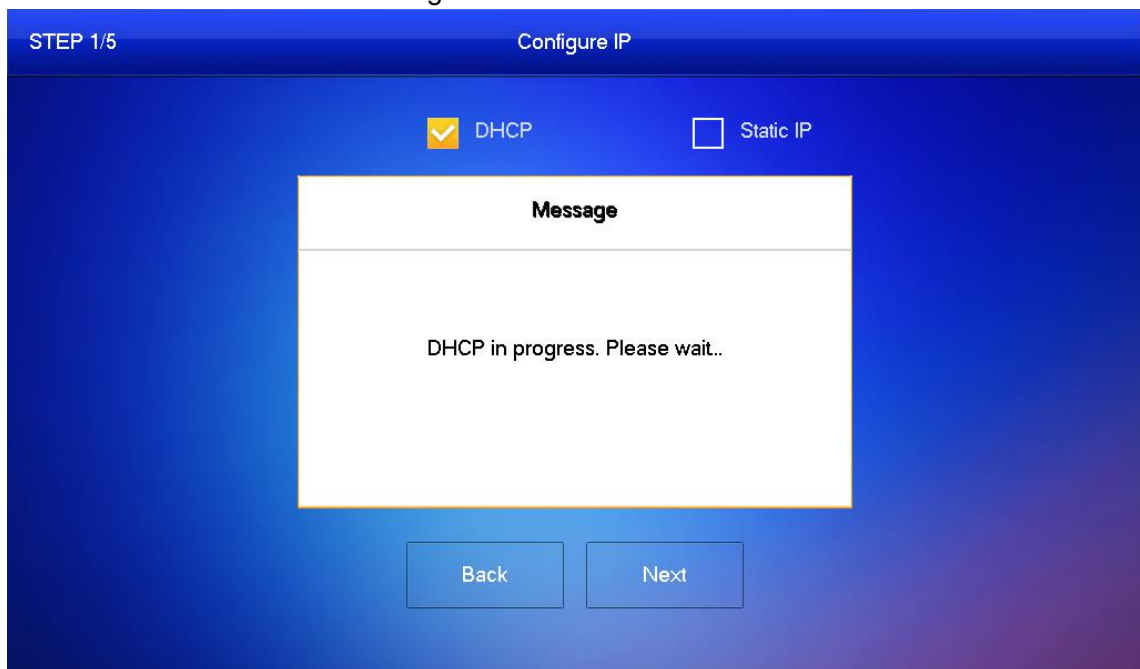 STEP 1/5
Configure IP
DHCP
Static IP
Message
DHCP in progress. Please wait..
Back
Next